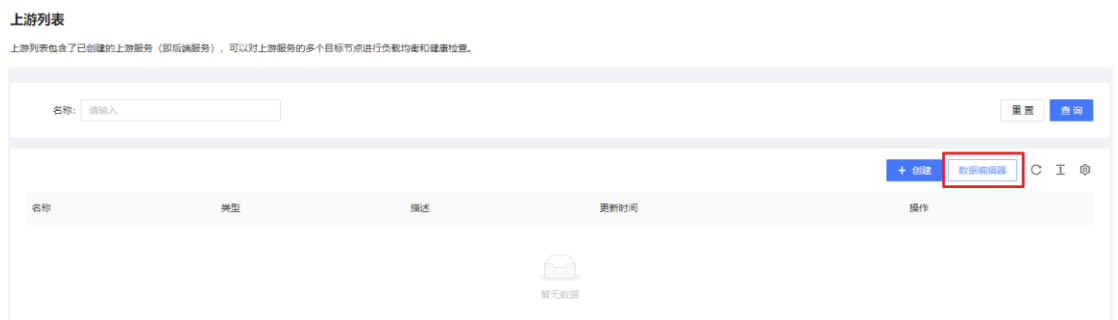 上游列表
上游列表包含了已创建的上游服务（即后端服务），可以对上游服务的多个目标节点进行负载均衡和健康检查。
名称: 请输入 重置 查询
+ 创建 数据编辑器
名称 类型 描述 更新时间 操作
暂无数据